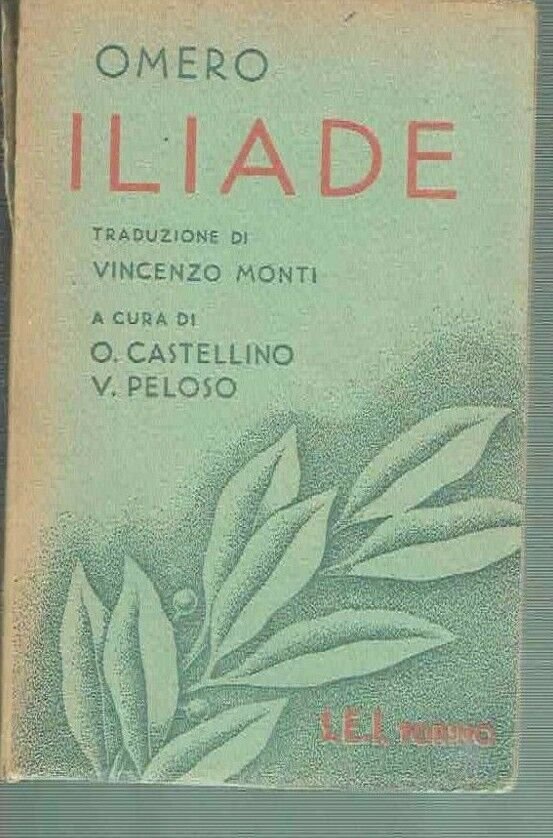 OMERO
ILIADE
TRADUZIONE DI
VINCENZO MONTI
A CURA DI
O. CASTELLINO
V. PELOSO
S.E.I. TORINO